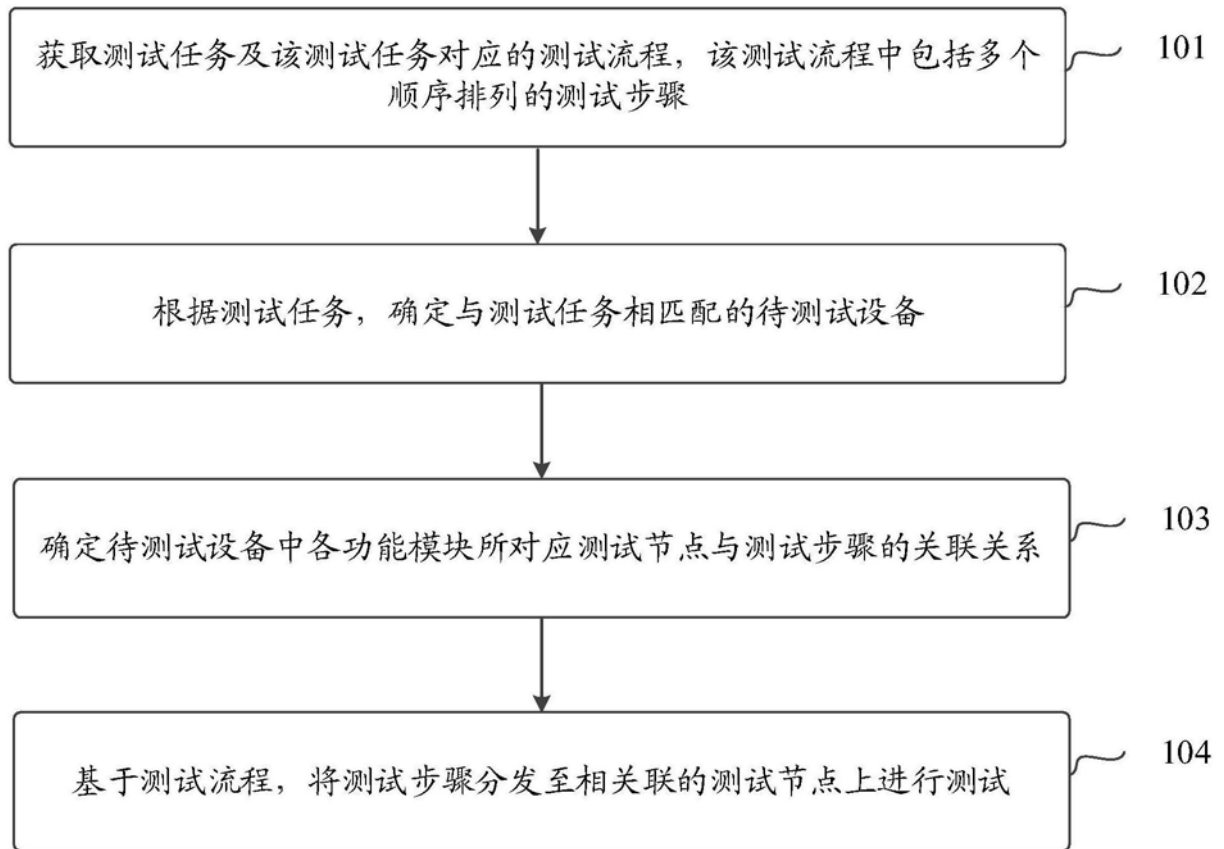 获取测试任务及该测试任务对应的测试流程，该测试流程中包括多个
顺序排列的测试步骤
101
根据测试任务，确定与测试任务相匹配的待测试设备
102
确定待测试设备中各功能模块所对应测试节点与测试步骤的关联关系
103
基于测试流程，将测试步骤分发至相关联的测试节点上进行测试
104